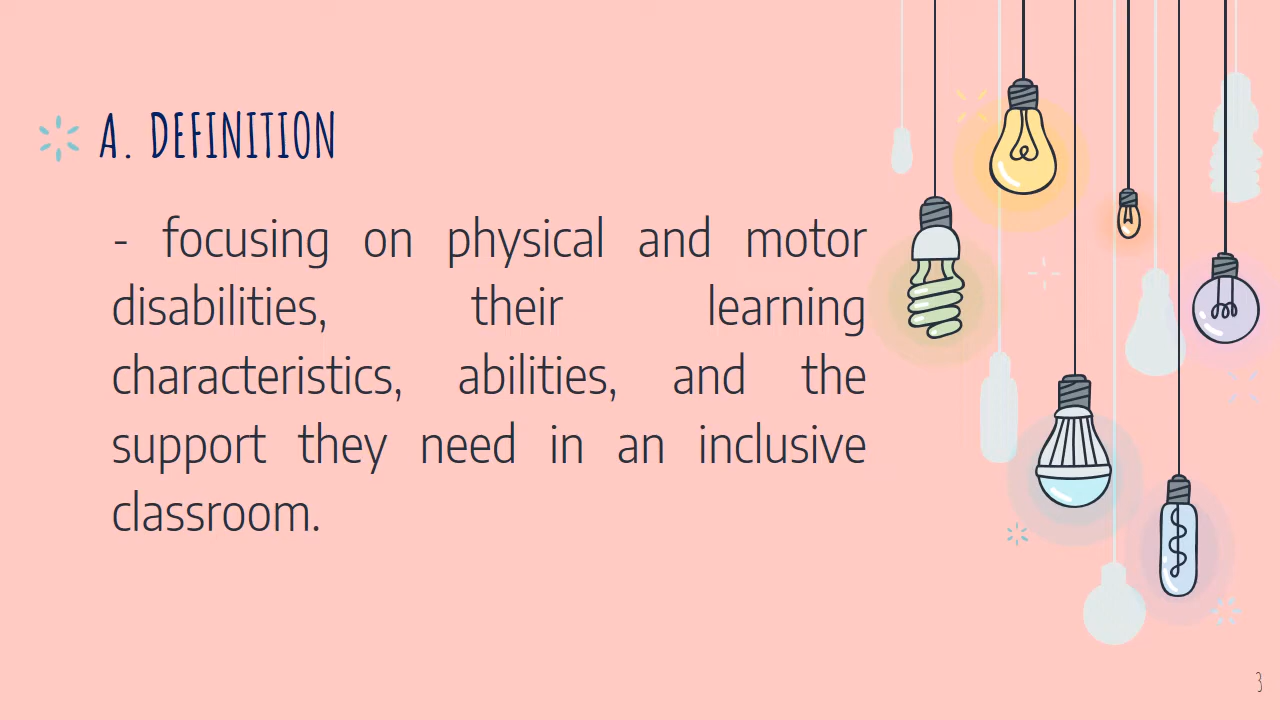 A. DEFINITION
- focusing on physical and motor
disabilities, their learning
characteristics, abilities, and the
support they need in an inclusive
classroom.
3